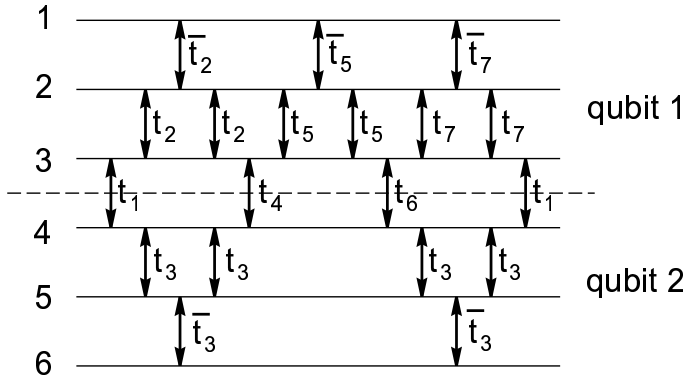 1
t̄₂ t̄₅ t̄₇
2
t₂ t₂ t₅ t₅ t₇ t₇ qubit 1
3
t₁ t₄ t₆ t₁
4
t₃ t₃ t₃ t₃ qubit 2
5
t̄₃ t̄₃
6